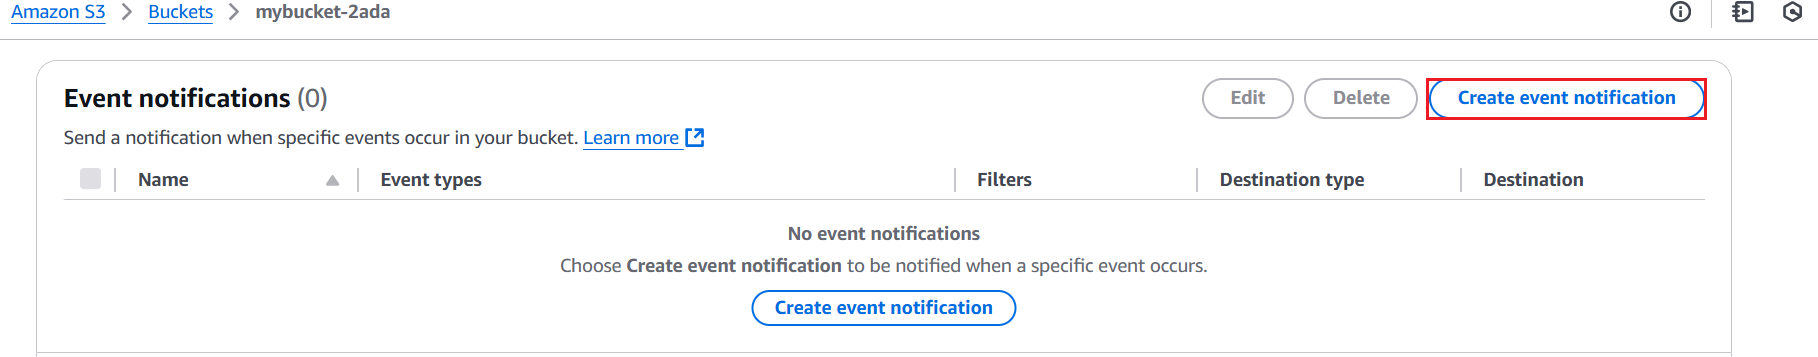 Amazon S3 > Buckets > mybucket-2ada
Event notifications (0)
Edit
Delete
Create event notification
Send a notification when specific events occur in your bucket. Learn more
Name
Event types
Filters
Destination type
Destination
No event notifications
Choose Create event notification to be notified when a specific event occurs.
Create event notification